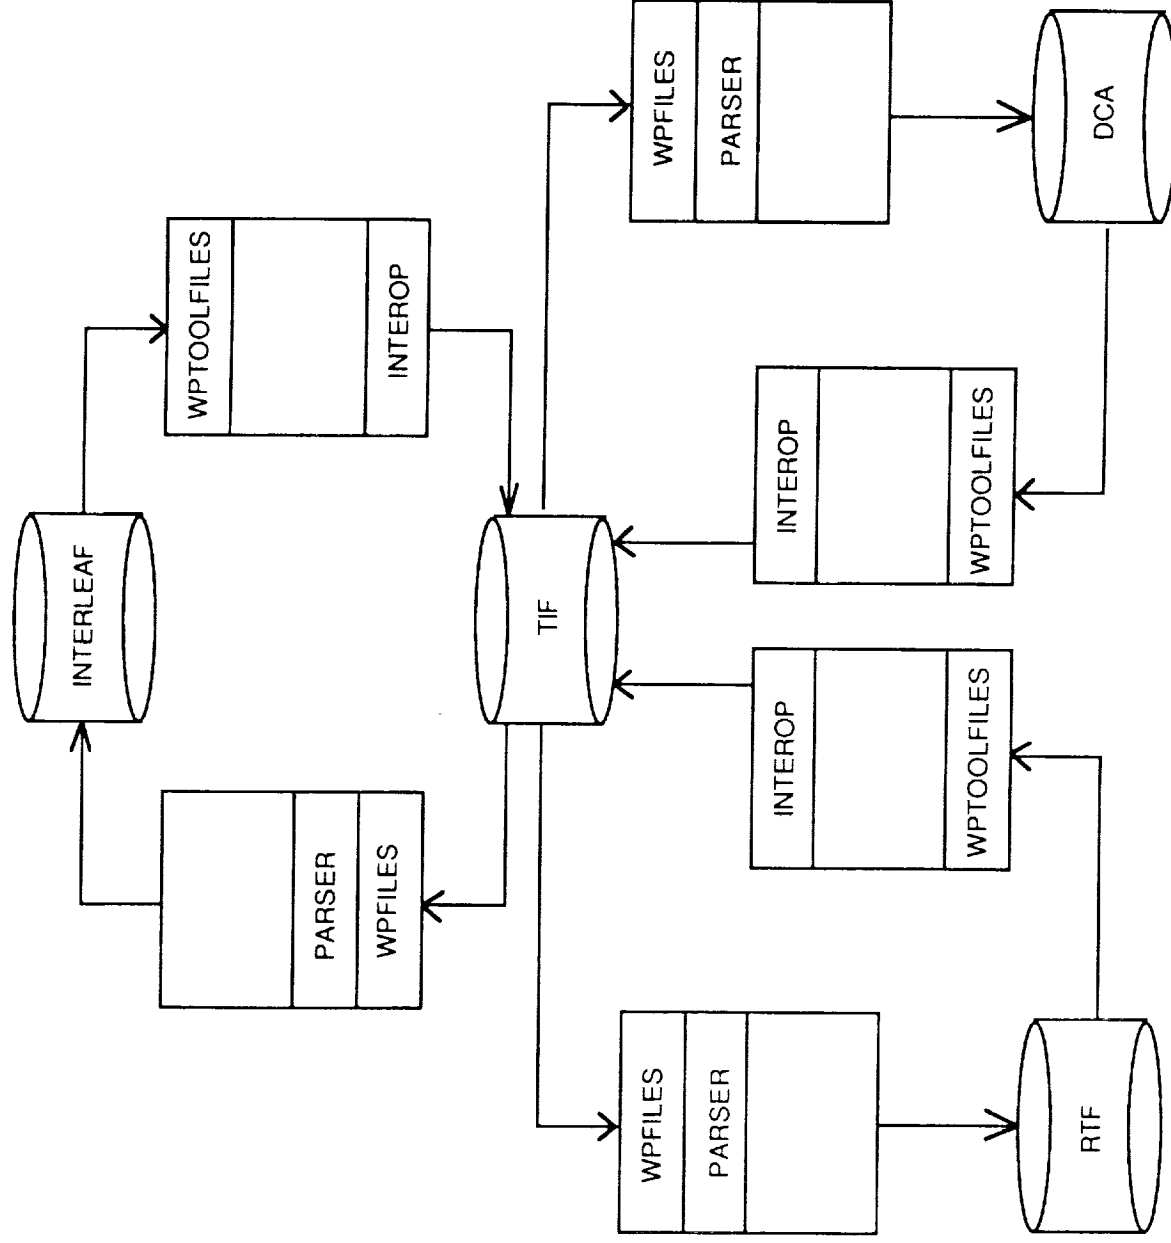 INTERLEAF
WPTOOLFILES
PARSER
WPFILES
INTEROP
TIF
WPFILES
WPFILES
PARSER
PARSER
INTEROP
INTEROP
WPTOOLFILES
WPTOOLFILES
RTF
DCA